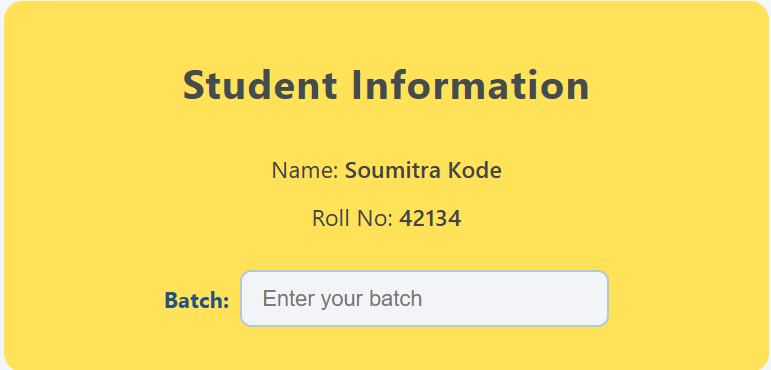 Student Information
Name: Soumitra Kode
Roll No: 42134
Batch: Enter your batch